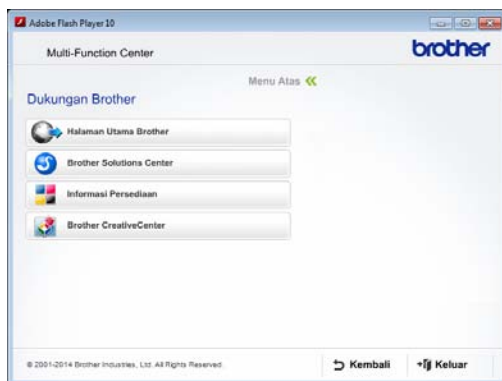 Adobe Flash Player 10
Multi-Function Center
brother
Menu Atas
Dukungan Brother
Halaman Utama Brother
Brother Solutions Center
Informasi Persediaan
Brother CreativeCenter
© 2001-2014 Brother Industries, Ltd. All Rights Reserved.
Kembali
Keluar